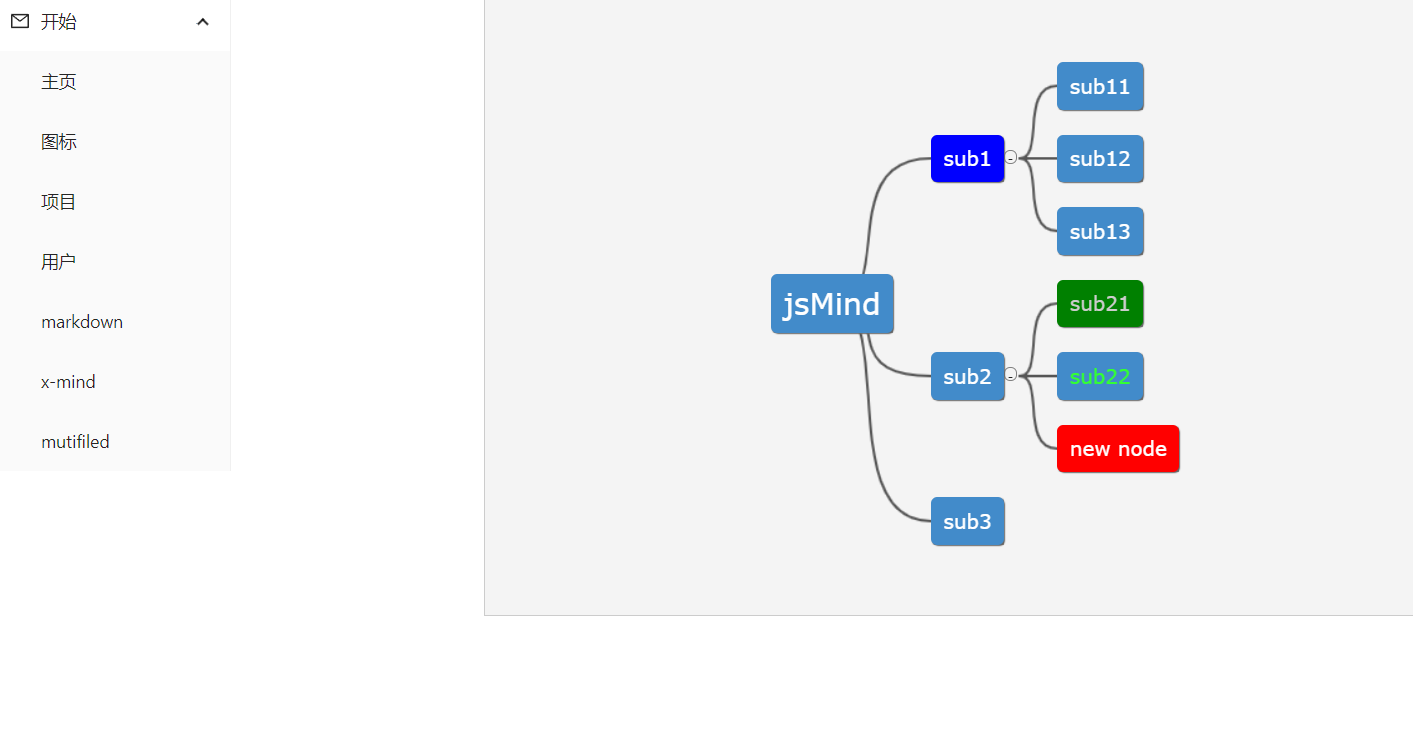 开始
主页
图标
项目
用户
markdown
x-mind
mutifiled
jsMind
sub1
-
sub11
sub12
sub13
sub2
-
sub21
sub22
new node
sub3